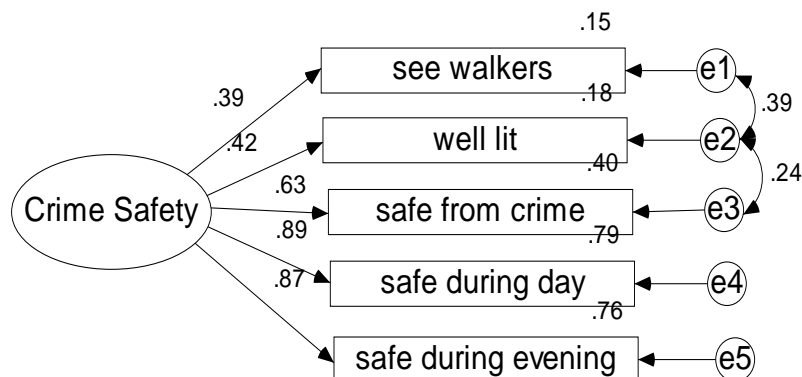 .15
see walkers
e1
.39
.18
.39
.42
well lit
e2
.40
.24
.63
Crime Safety
safe from crime
e3
.89
.79
safe during day
e4
.87
.76
safe during evening
e5